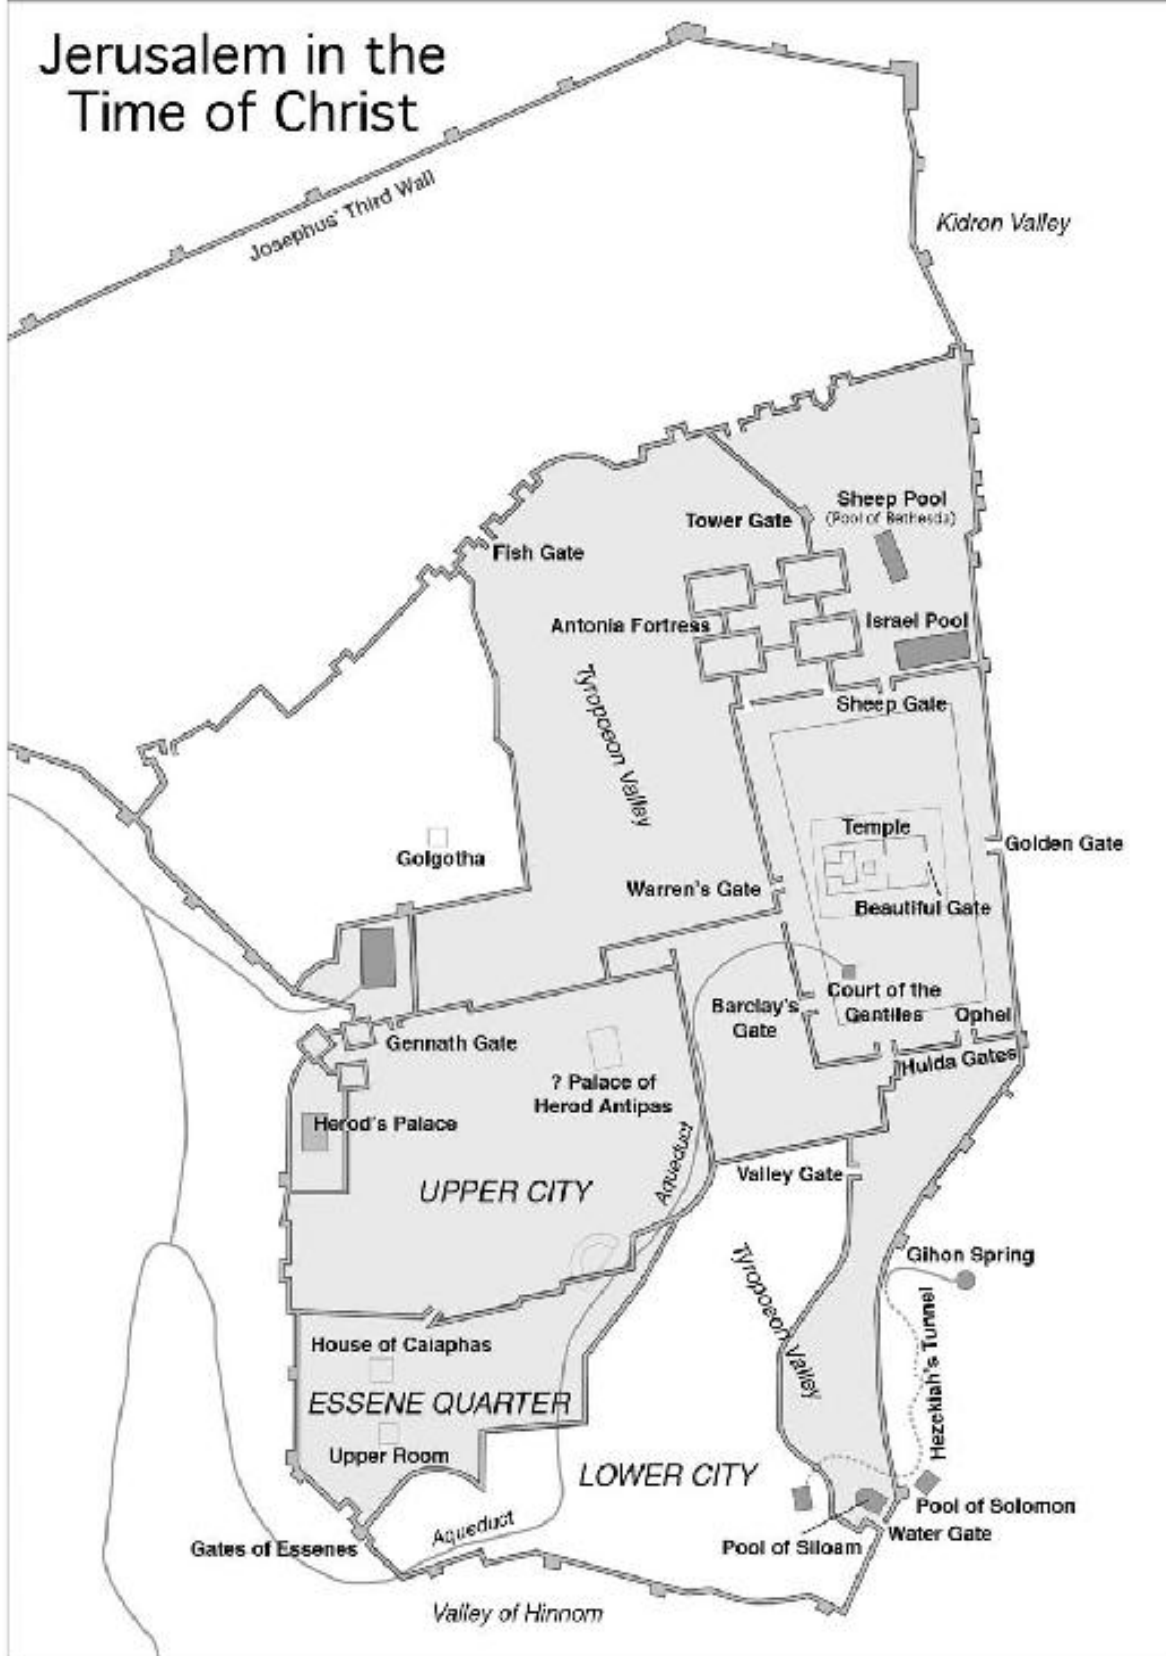 Jerusalem in the
Time of Christ
Josephus' Third Wall
Kidron Valley
Sheep Pool
(Pool of Bethesda)
Tower Gate
Fish Gate
Antonia Fortress
Israel Pool
Tyropoeon Valley
Sheep Gate
Temple
Golden Gate
Golgotha
Warren's Gate
Beautiful Gate
Court of the
Gentiles
Barclay's
Gate
Ophel
Gennath Gate
Hulda Gates
? Palace of
Herod Antipas
Herod's Palace
Aqueduct
Valley Gate
UPPER CITY
Tyropoeon Valley
Gihon Spring
Hezekiah's Tunnel
House of Caiaphas
ESSENE QUARTER
Upper Room
LOWER CITY
Pool of Solomon
Aqueduct
Water Gate
Gates of Essenes
Pool of Siloam
Valley of Hinnom